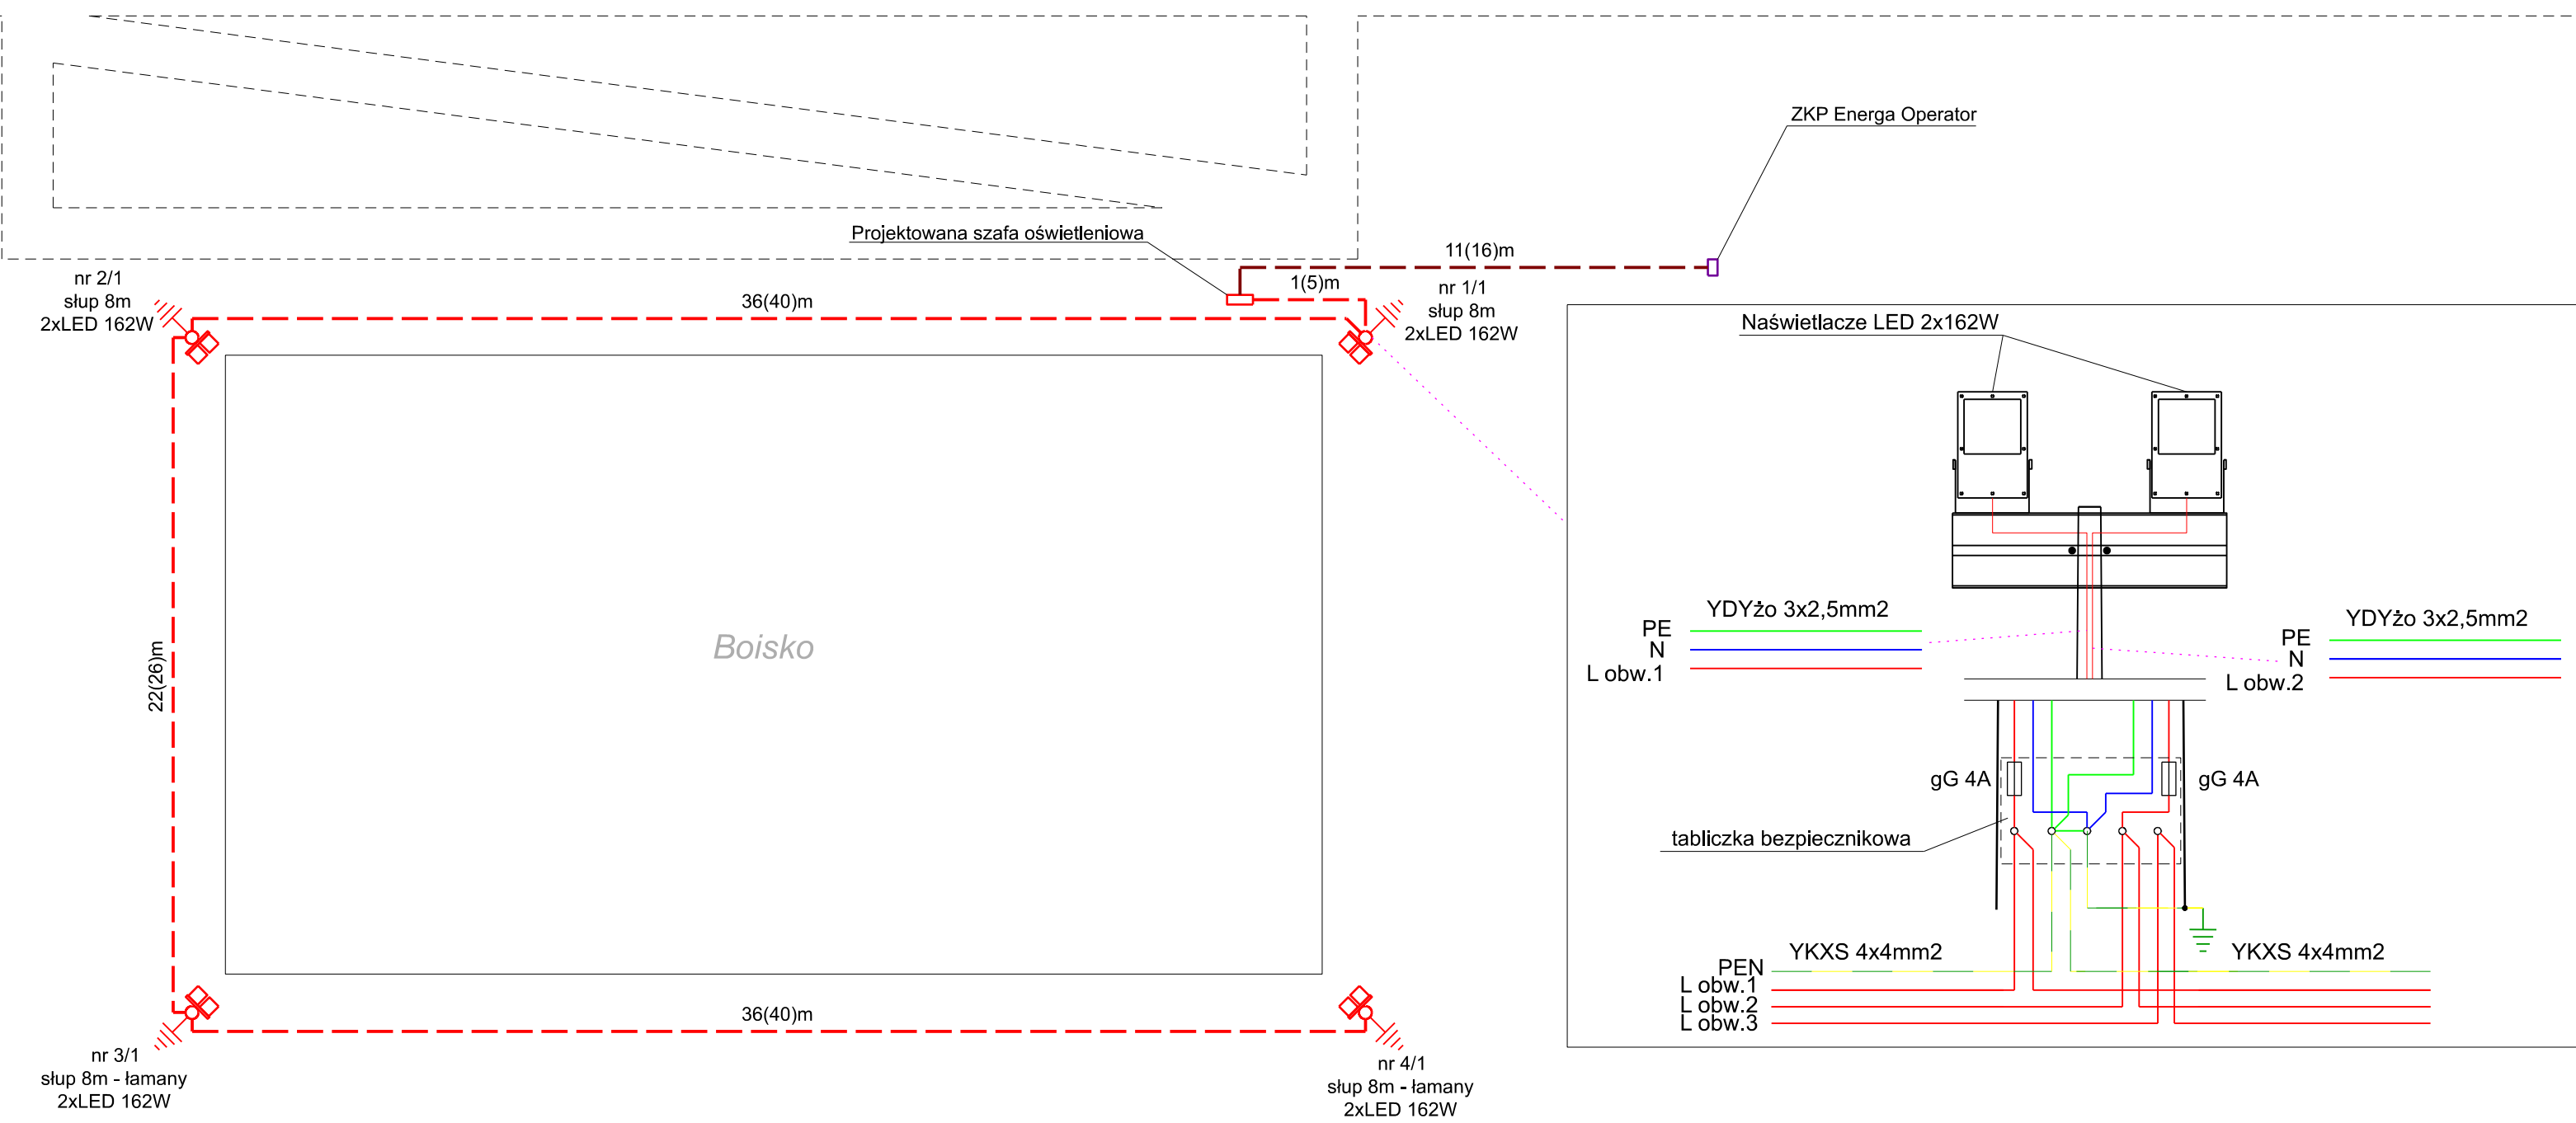 ZKP Energa Operator
Projektowana szafa oświetleniowa
11(16)m
1(5)m
nr 2/1
słup 8m
2xLED 162W
36(40)m
nr 1/1
słup 8m
2xLED 162W
Naświetlacze LED 2x162W
Boisko
22(26)m
YDYżo 3x2,5mm2
PE
N
L obw.1
YDYżo 3x2,5mm2
PE
N
L obw.2
gG 4A
gG 4A
tabliczka bezpiecznikowa
YKXS 4x4mm2
YKXS 4x4mm2
PEN
L obw.1
L obw.2
L obw.3
36(40)m
nr 3/1
słup 8m - łamany
2xLED 162W
nr 4/1
słup 8m - łamany
2xLED 162W